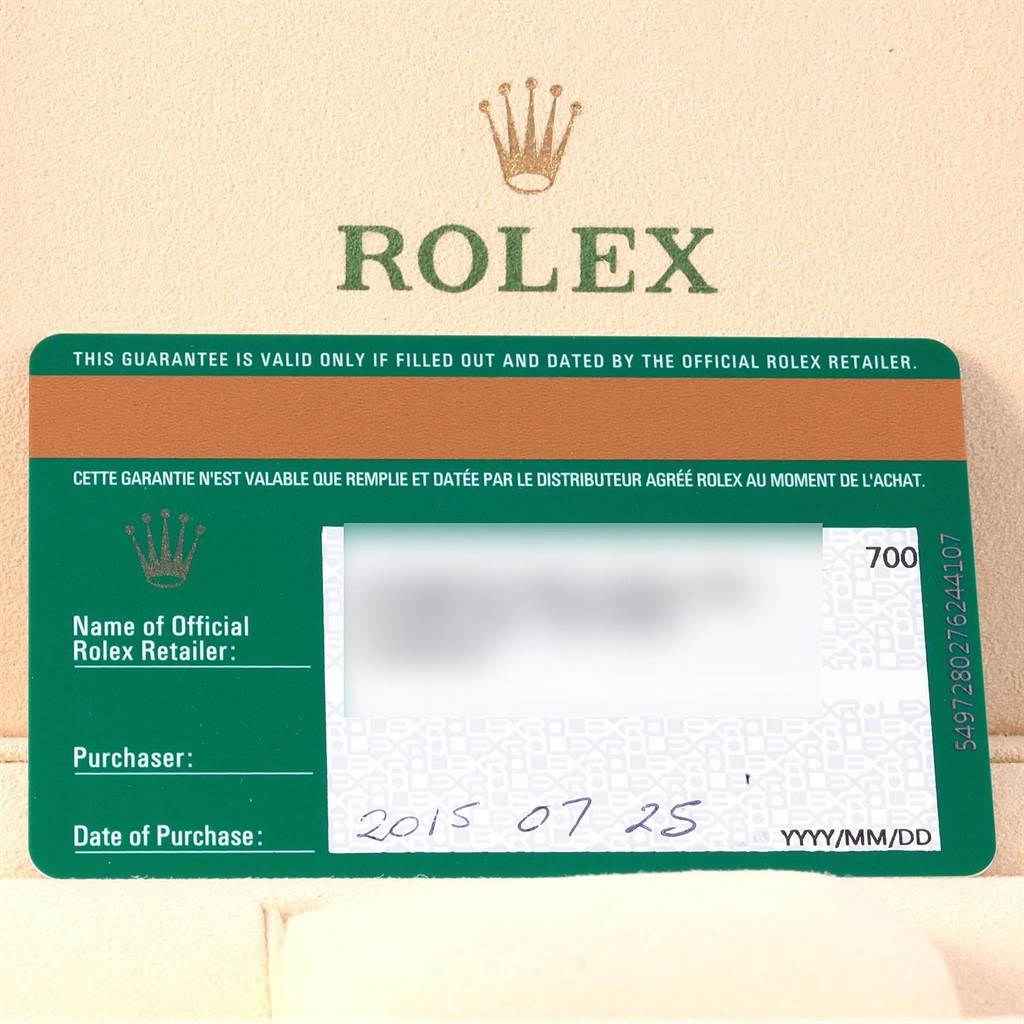 ROLEX
THIS GUARANTEE IS VALID ONLY IF FILLED OUT AND DATED BY THE OFFICIAL ROLEX RETAILER.
CETTE GARANTIE N'EST VALABLE QUE REMPLIE ET DATÉE PAR LE DISTRIBUTEUR AGRÉÉ ROLEX AU MOMENT DE L'ACHAT.
700
Name of Official
Rolex Retailer:
5497280276244107
Purchaser:
Date of Purchase:
2015 07 25
YYYY/MM/DD